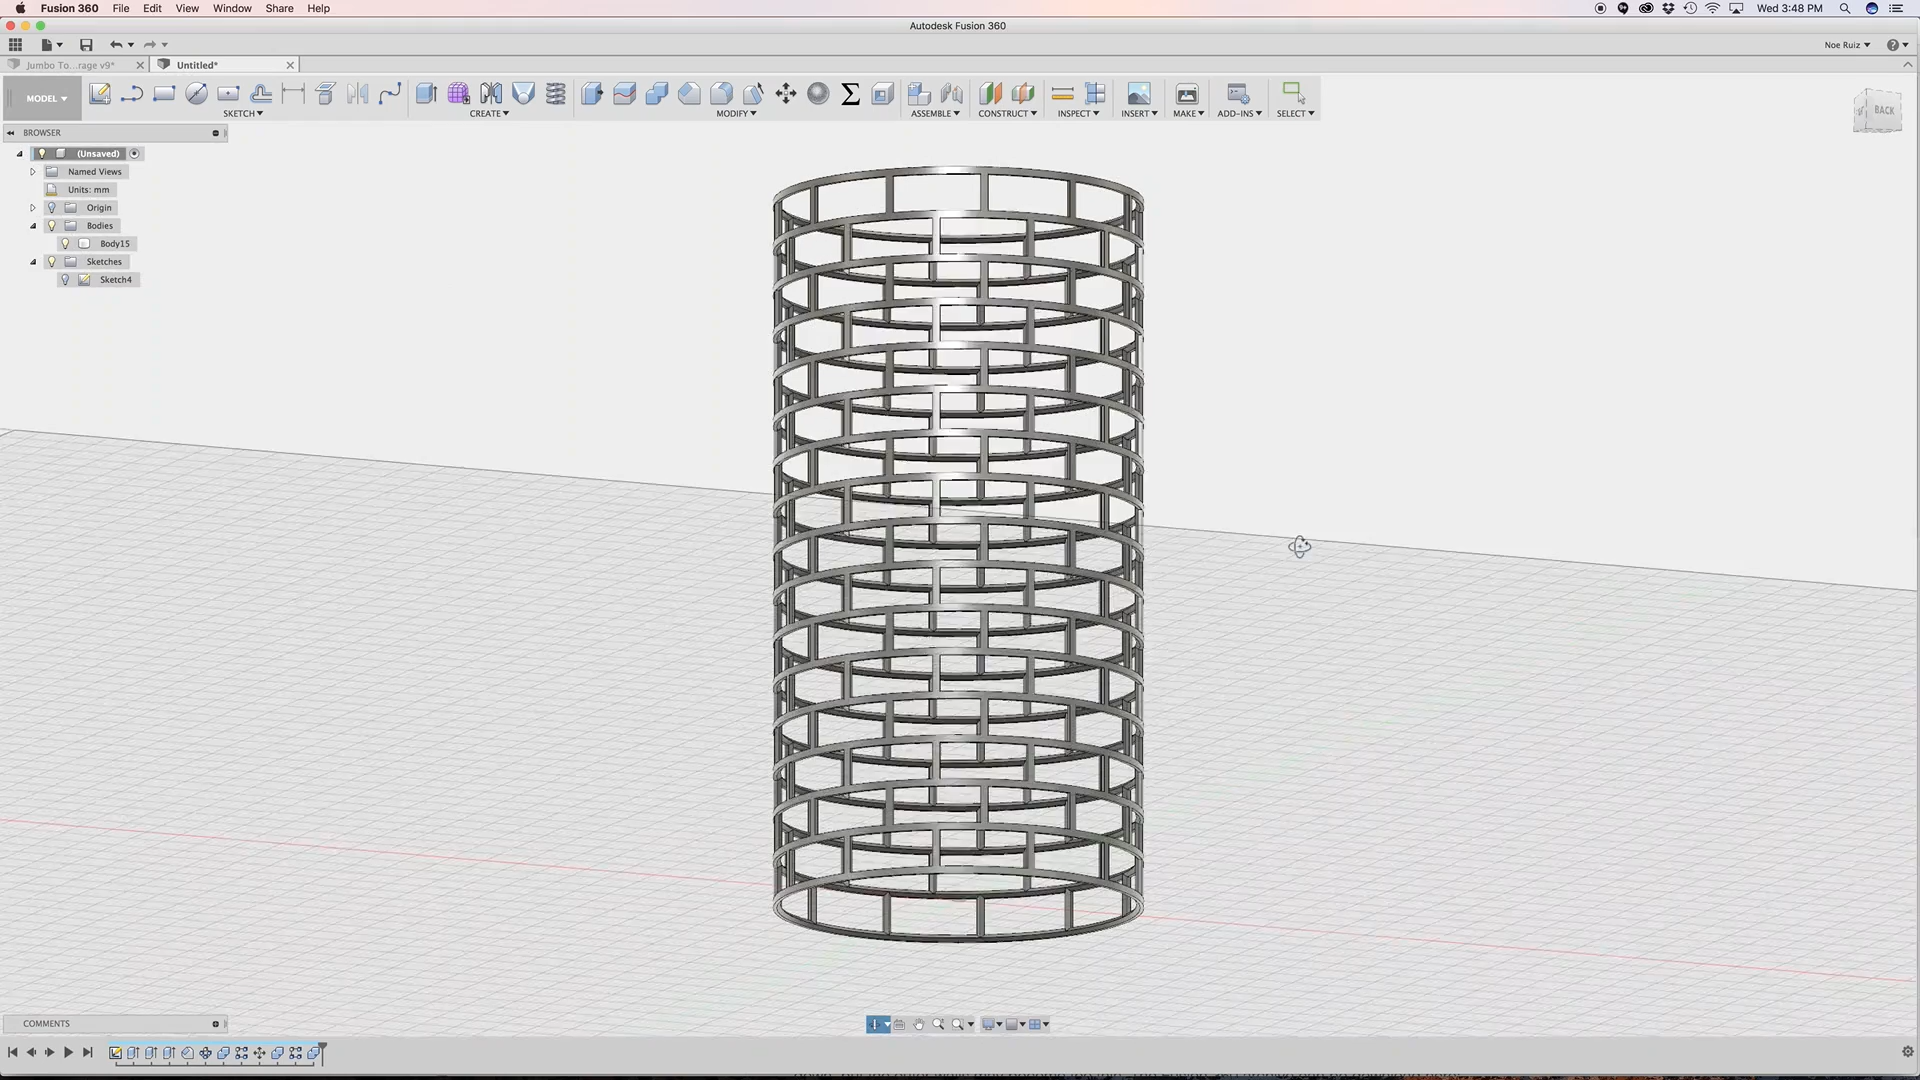 Fusion 360 File Edit View Window Share Help Wed 3:48 PM
Autodesk Fusion 360
Noe Ruiz
Jumbo To...rage v9* Untitled*
MODEL SKETCH CREATE MODIFY ASSEMBLE CONSTRUCT INSPECT INSERT MAKE ADD-INS SELECT
BACK
BROWSER
(Unsaved)
Named Views
Units: mm
Origin
Bodies
Body15
Sketches
Sketch4
COMMENTS